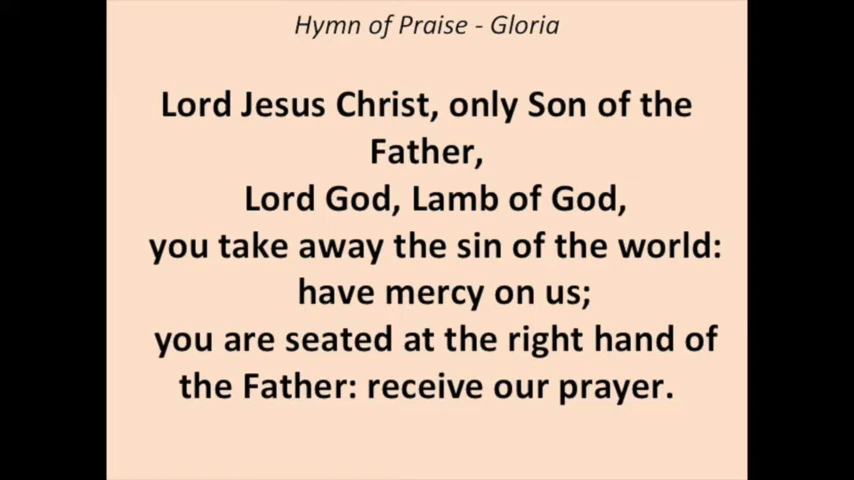 Hymn of Praise - Gloria
Lord Jesus Christ, only Son of the
Father,
Lord God, Lamb of God,
you take away the sin of the world:
have mercy on us;
you are seated at the right hand of
the Father: receive our prayer.